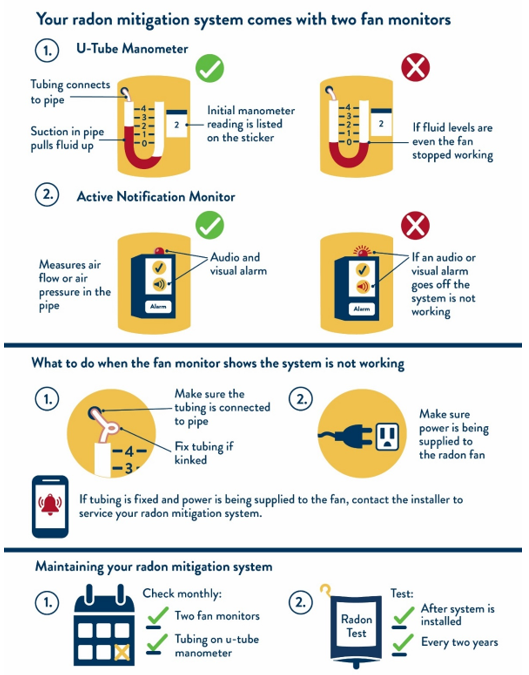 Your radon mitigation system comes with two fan monitors
1.
U-Tube Manometer
Tubing connects
to pipe
Suction in pipe
pulls fluid up
4
3
2
1
0
2
Initial manometer
reading is listed
on the sticker
4
3
2
1
0
2
If fluid levels are
even the fan
stopped working
2.
Active Notification Monitor
Measures air
flow or air
pressure in the
pipe
Alarm
Audio and
visual alarm
Alarm
If an audio or
visual alarm
goes off the
system is not
working
What to do when the fan monitor shows the system is not working
1.
Make sure the
tubing is connected
to pipe
Fix tubing if
kinked
4
3
2.
Make sure
power is being
supplied to
the radon fan
If tubing is fixed and power is being supplied to the fan, contact the installer to
service your radon mitigation system.
Maintaining your radon mitigation system
1.
Check monthly:
Two fan monitors
Tubing on u-tube
manometer
2.
Radon
Test
Test:
After system is
installed
Every two years